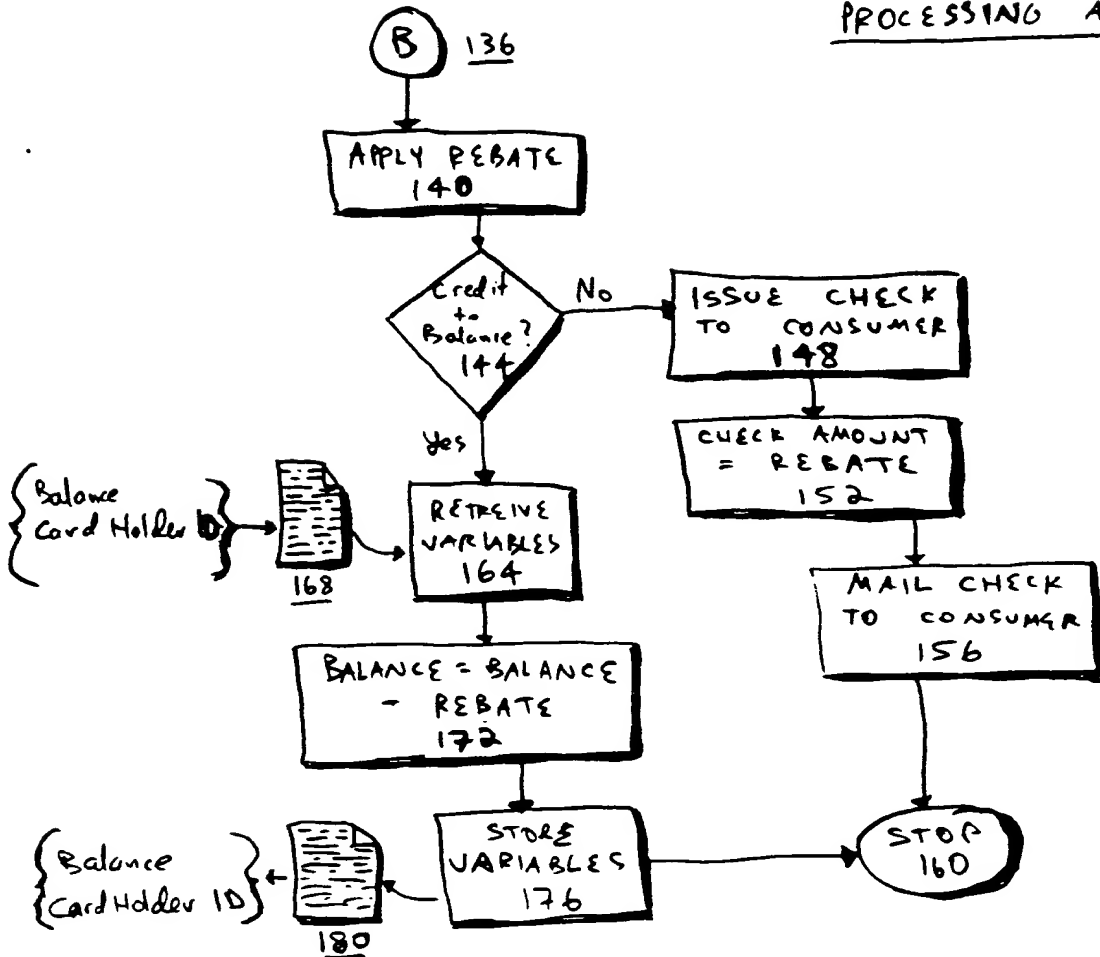 PROCESSING A
B 136
APPLY REBATE
140
Credit
to
Balance?
144
No
ISSUE CHECK
TO CONSUMER
148
Yes
CHECK AMOUNT
= REBATE
152
Balance
Card Holder ID
168
RETREIVE
VARIABLES
164
MAIL CHECK
TO CONSUMER
156
BALANCE = BALANCE
- REBATE
172
STORE
VARIABLES
176
STOP
160
Balance
Card Holder ID
180